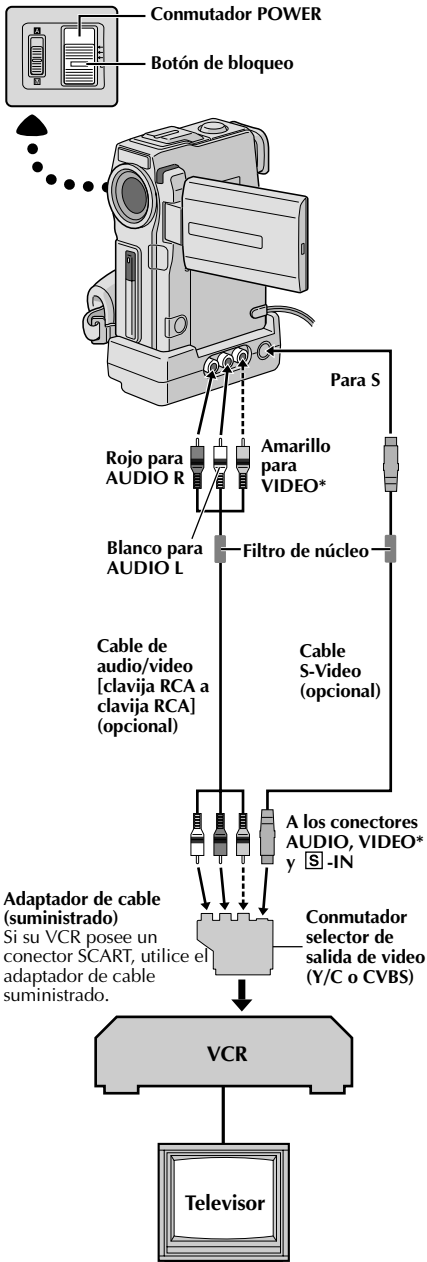 Conmutador POWER
Botón de bloqueo
Para S
Rojo para
AUDIO R
Amarillo
para
VIDEO*
Blanco para
AUDIO L
Filtro de núcleo
Cable de
audio/video
[clavija RCA a
clavija RCA]
(opcional)
Cable
S-Video
(opcional)
A los conectores
AUDIO, VIDEO*
y S -IN
Adaptador de cable
(suministrado)
Si su VCR posee un
conector SCART, utilice el
adaptador de cable
suministrado.
Conmutador
selector de
salida de video
(Y/C o CVBS)
VCR
Televisor